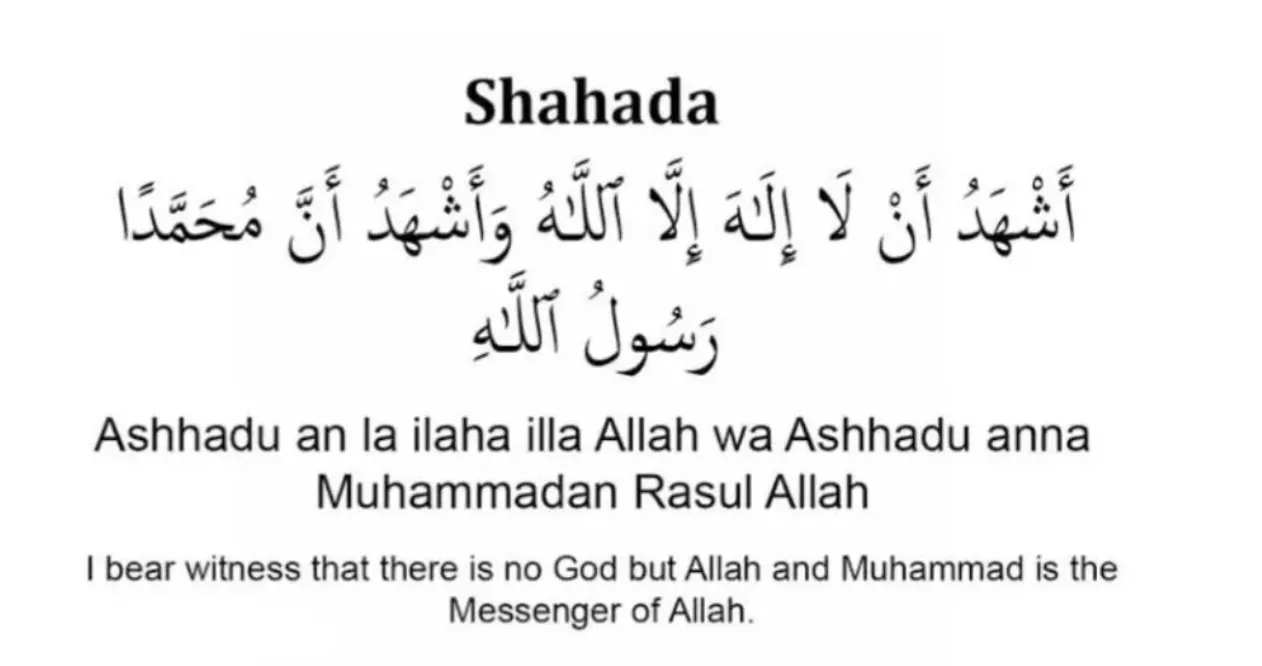 Shahada
أَشْهَدُ أَنْ لَا إِلَـٰهَ إِلَّا ٱللَّـٰهُ وَأَشْهَدُ أَنَّ مُحَمَّدًا
رَسُولُ ٱللَّـٰهِ
Ashhadu an la ilaha illa Allah wa Ashhadu anna
Muhammadan Rasul Allah
I bear witness that there is no God but Allah and Muhammad is the
Messenger of Allah.